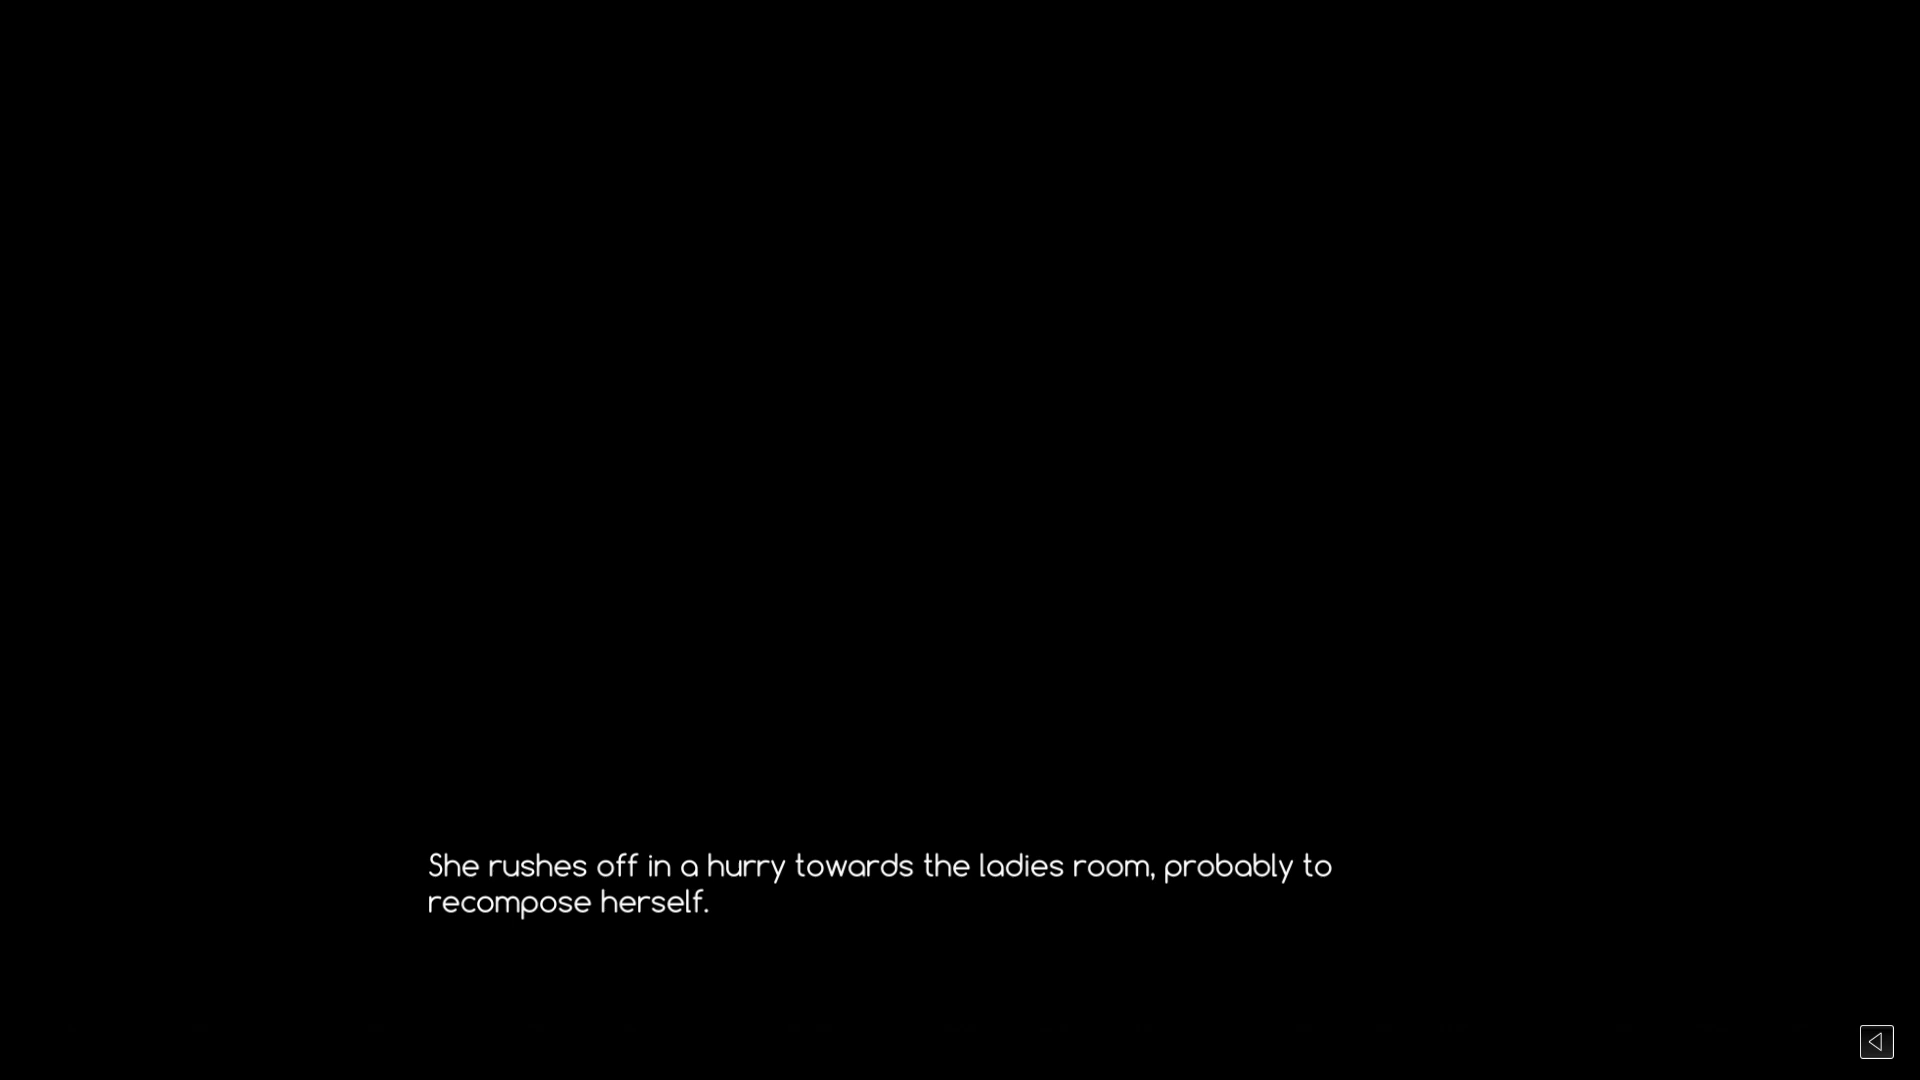 She rushes off in a hurry towards the ladies room, probably to
recompose herself.